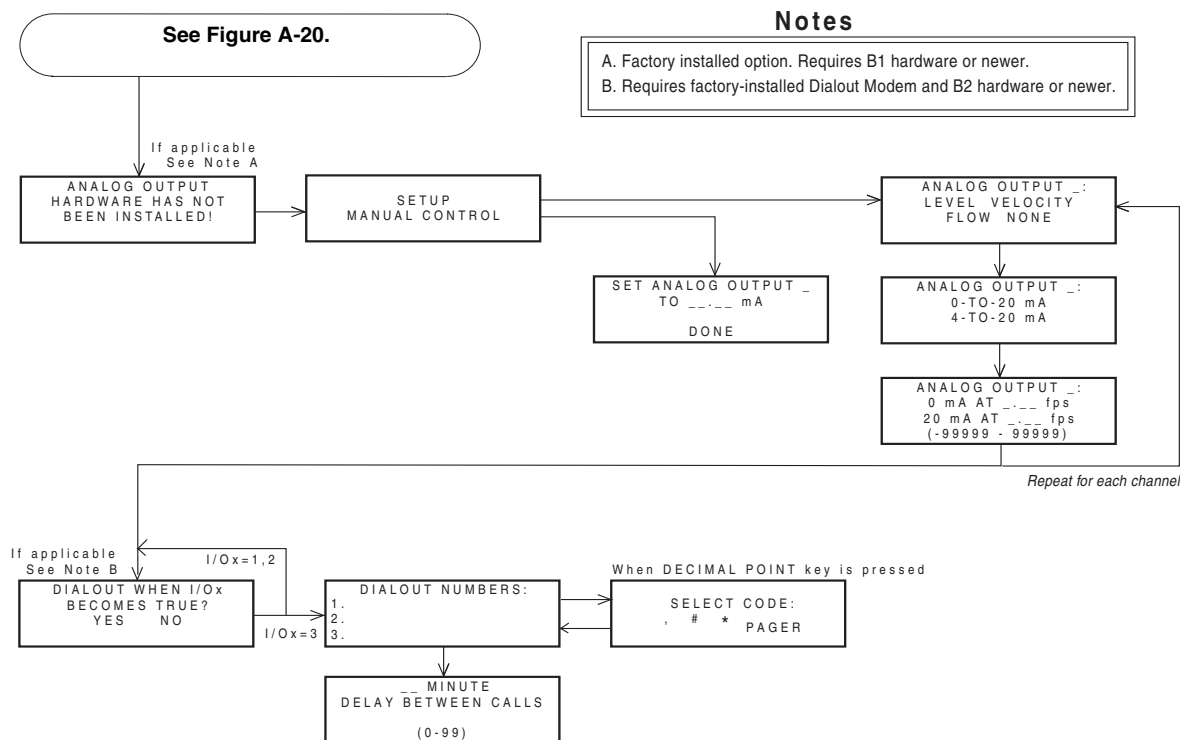 See Figure A-20.
Notes
A. Factory installed option. Requires B1 hardware or newer.
B. Requires factory-installed Dialout Modem and B2 hardware or newer.
If applicable
See Note A
ANALOG OUTPUT
HARDWARE HAS NOT
BEEN INSTALLED!
SETUP
MANUAL CONTROL
ANALOG OUTPUT _:
LEVEL VELOCITY
FLOW NONE
SET ANALOG OUTPUT _
TO __.__ mA
DONE
ANALOG OUTPUT _:
0-TO-20 mA
4-TO-20 mA
ANALOG OUTPUT _:
0 mA AT _.__ fps
20 mA AT _.__ fps
(-99999 - 99999)
Repeat for each channel
If applicable
See Note B
I/Ox=1,2
DIALOUT WHEN I/Ox
BECOMES TRUE?
YES NO
I/Ox=3
DIALOUT NUMBERS:
1.
2.
3.
When DECIMAL POINT key is pressed
SELECT CODE:
, # * PAGER
__ MINUTE
DELAY BETWEEN CALLS
(0-99)